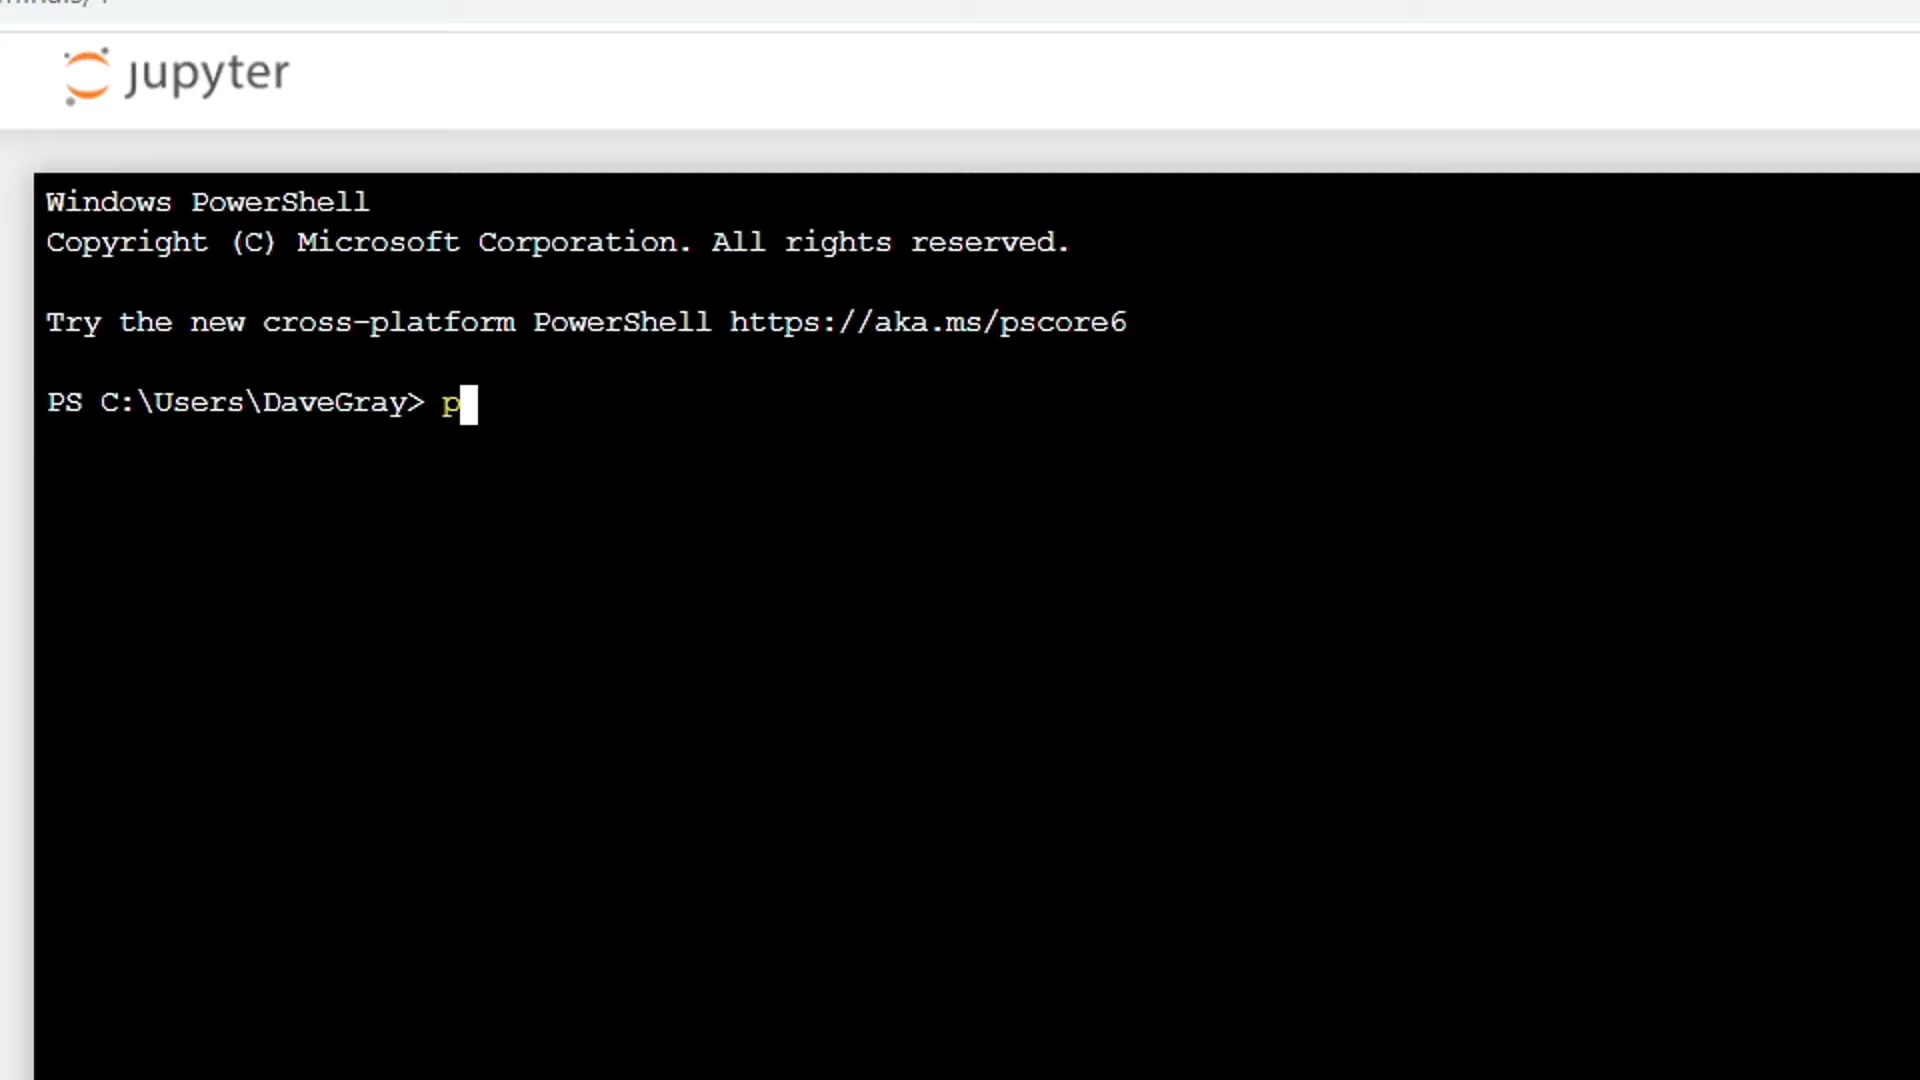 jupyter
Windows PowerShell
Copyright (C) Microsoft Corporation. All rights reserved.
Try the new cross-platform PowerShell https://aka.ms/pscore6
PS C:\Users\DaveGray> p